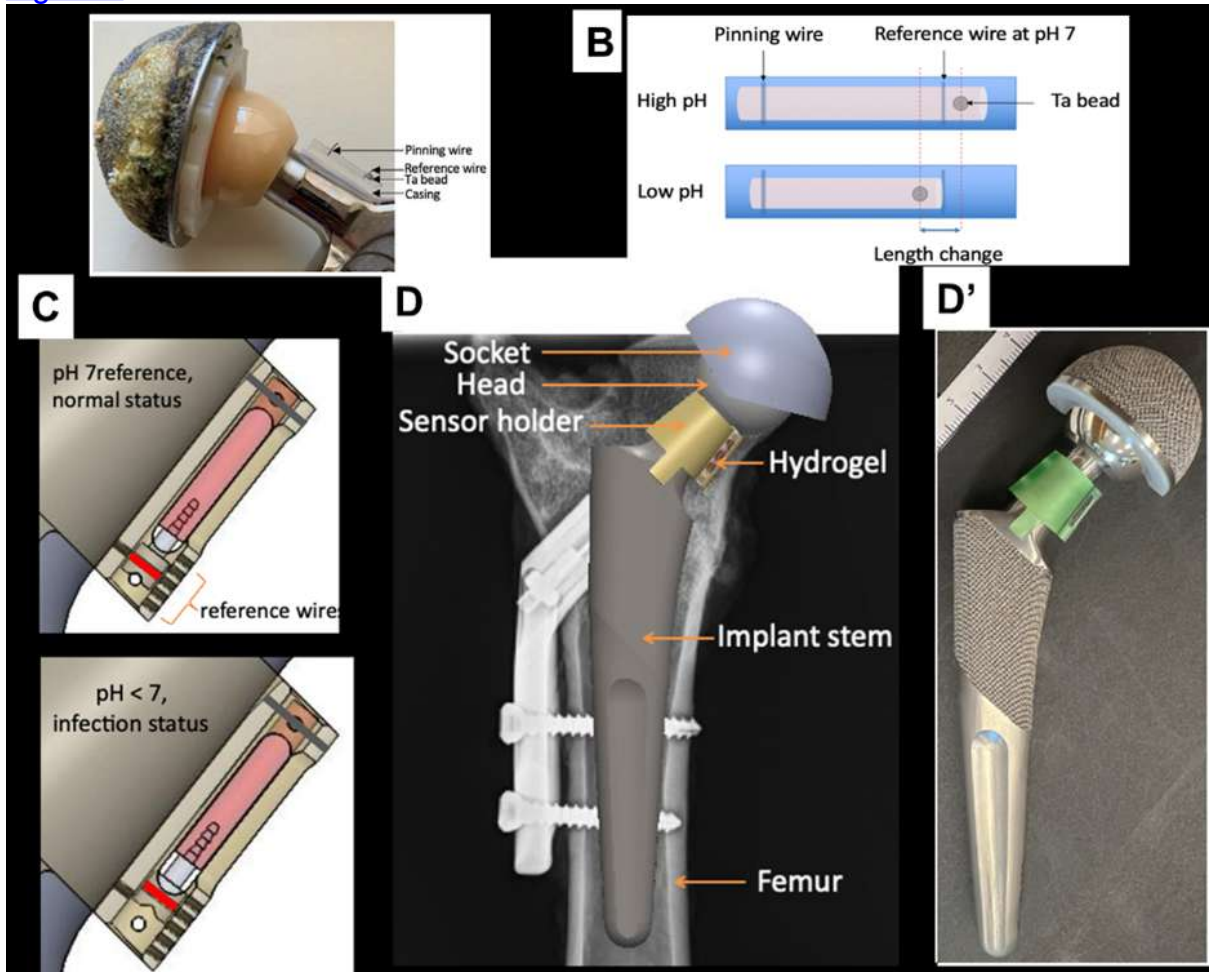 Pinning wire
Reference wire
Ta bead
Casing
B
Pinning wire
Reference wire at pH 7
High pH
Ta bead
Low pH
Length change
C
pH 7reference,
normal status
reference wires
pH < 7,
infection status
D
Socket
Head
Sensor holder
Hydrogel
Implant stem
Femur
D’